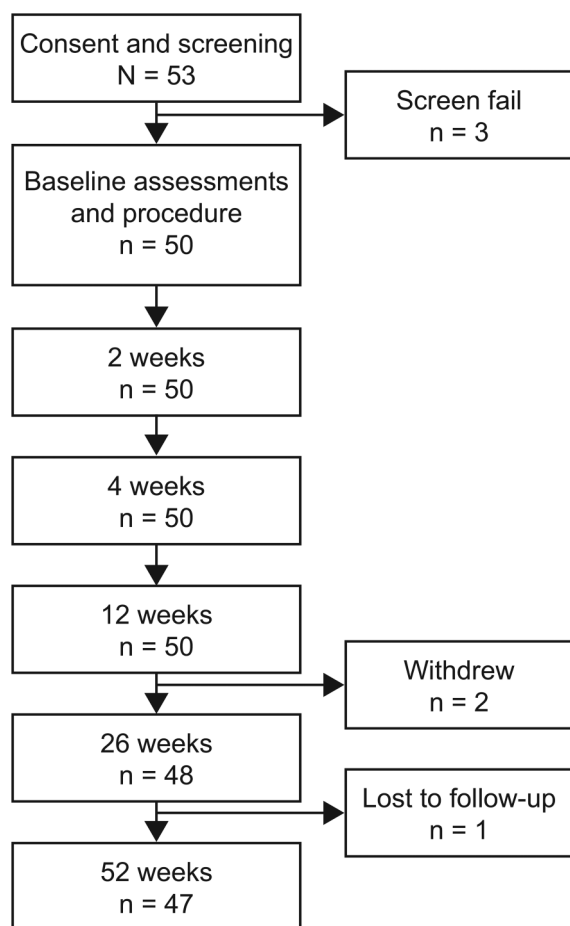 Consent and screening
N = 53
Screen fail
n = 3
Baseline assessments
and procedure
n = 50
2 weeks
n = 50
4 weeks
n = 50
12 weeks
n = 50
Withdrew
n = 2
26 weeks
n = 48
Lost to follow-up
n = 1
52 weeks
n = 47